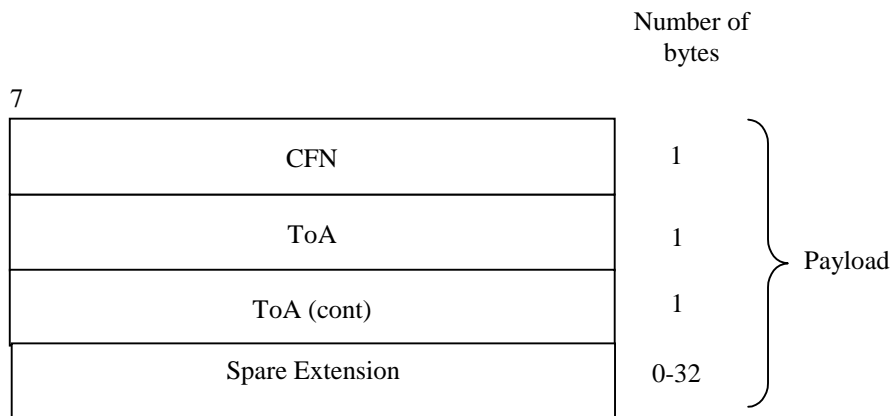 Number of
bytes
7
CFN
1
ToA
1
ToA (cont)
1
Payload
Spare Extension
0-32